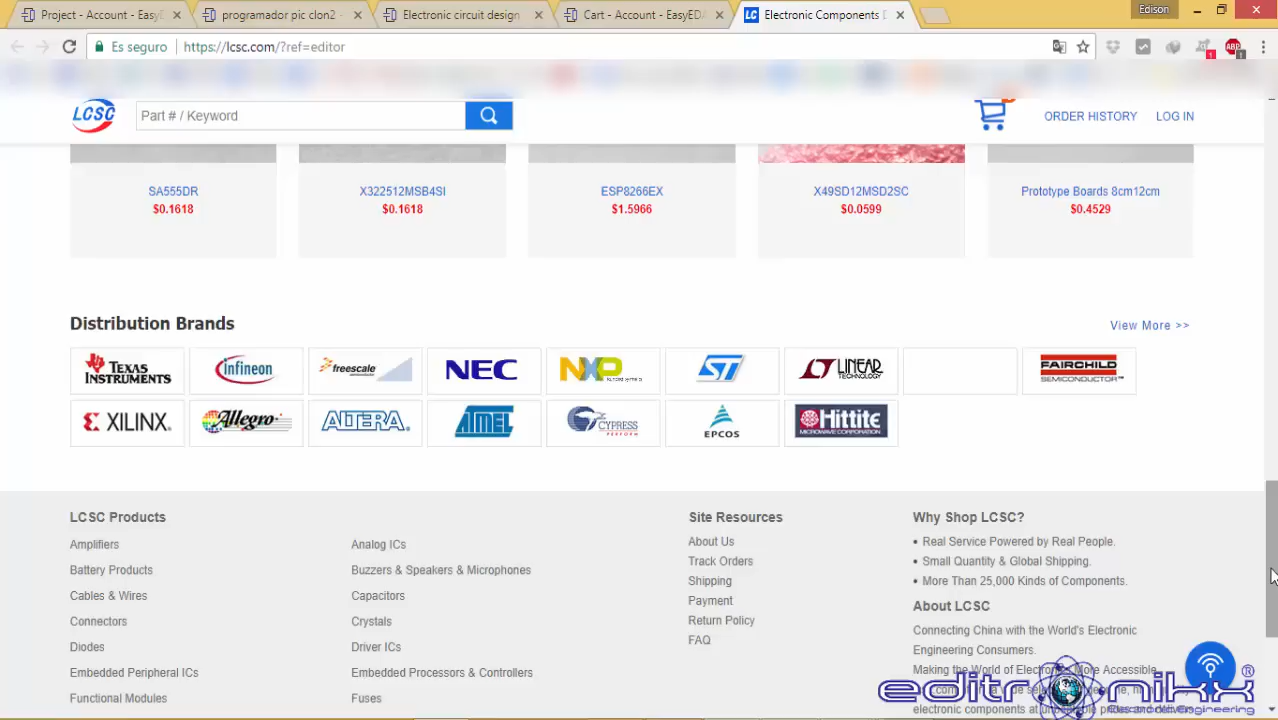 Project - EasyEDA
programador pic clon2 -
Electronic circuit design
Cart - Account - EasyED
Electronic Components D
Edison
Es seguro
https://lcsc.com/?ref=editor
ABP
1
1
LCSC
Part # / Keyword
ORDER HISTORY
LOG IN
SA555DR
X322512MSB4SI
ESP8266EX
X49SD12MSD2SC
Prototype Boards 8cm12cm
$0.1618
$0.1618
$1.5966
$0.0599
$0.4529
Distribution Brands
View More >>
TEXAS INSTRUMENTS
infineon
freescale
NEC
NXP
ST
LINEAR TECHNOLOGY
FAIRCHILD SEMICONDUCTOR™
XILINX
Allegro
ALTERA
ATMEL
CYPRESS PERFORM
EPCOS
Hittite MICROWAVE CORPORATION
LCSC Products
Amplifiers
Battery Products
Cables & Wires
Connectors
Diodes
Embedded Peripheral ICs
Functional Modules
Analog ICs
Buzzers & Speakers & Microphones
Capacitors
Crystals
Driver ICs
Embedded Processors & Controllers
Fuses
Site Resources
About Us
Track Orders
Shipping
Payment
Return Policy
FAQ
Why Shop LCSC?
▪ Real Service Powered by Real People.
▪ Small Quantity & Global Shipping.
▪ More Than 25,000 Kinds of Components.
About LCSC
Connecting China with the World's Electronic
Engineering Consumers.
Making the World of Electronics More Accessible.
electronic components at
editronikx ®